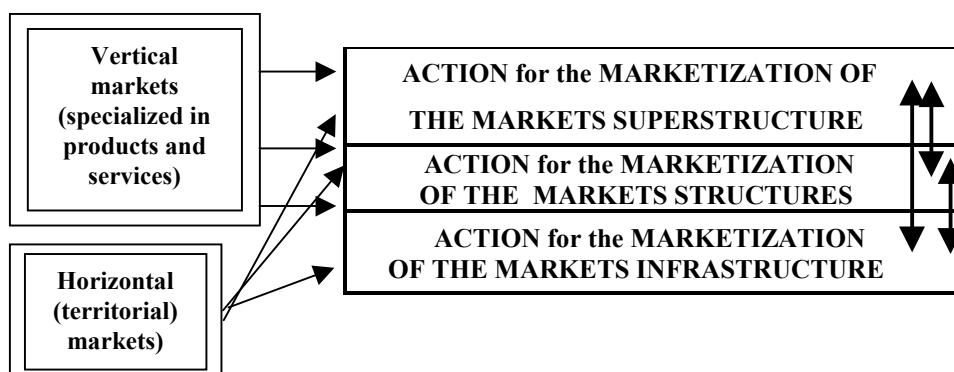 Vertical
markets
(specialized in
products and
services)
ACTION for the MARKETIZATION OF
THE MARKETS SUPERSTRUCTURE
ACTION for the MARKETIZATION
OF THE MARKETS STRUCTURES
ACTION for the MARKETIZATION
OF THE MARKETS INFRASTRUCTURE
Horizontal
(territorial)
markets)